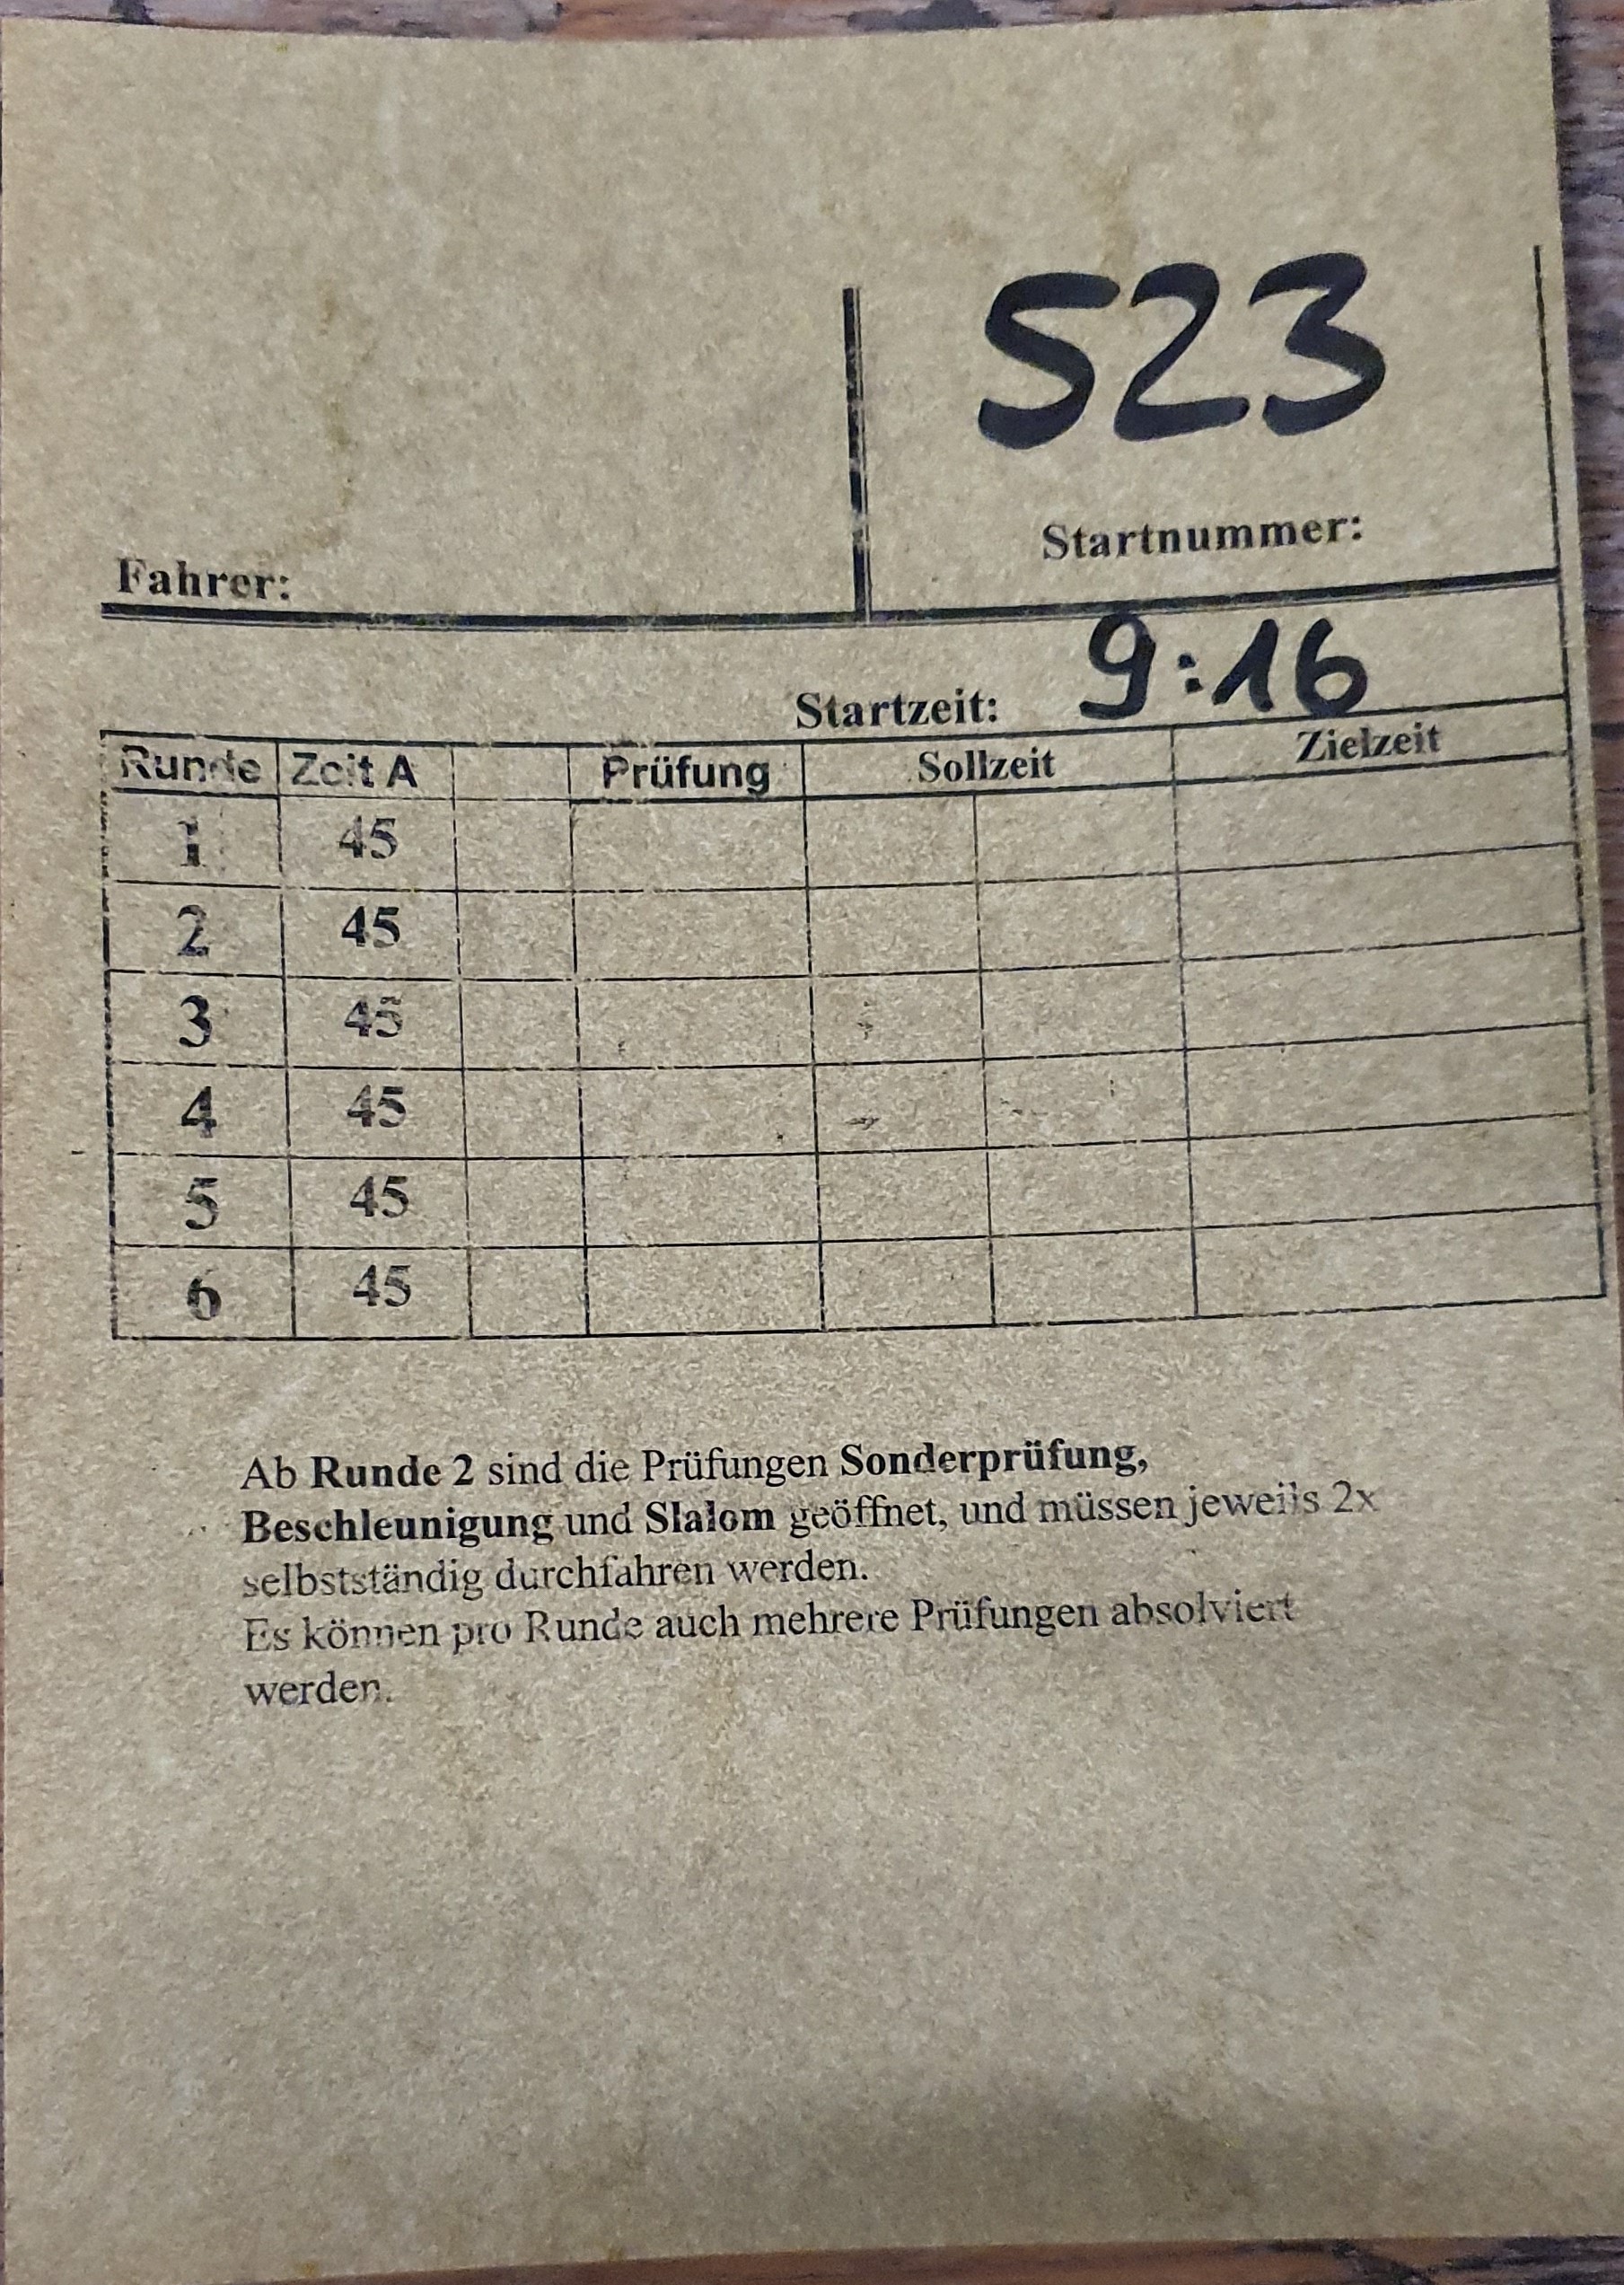 523
Fahrer:
Startnummer:
Startzeit: 9:16
Runde Zeit A Prüfung Sollzeit Zielzeit
1 45
2 45
3 45
4 45
5 45
6 45
Ab Runde 2 sind die Prüfungen Sonderprüfung,
Beschleunigung und Slalom geöffnet, und müssen jeweils 2x
selbstständig durchfahren werden.
Es können pro Runde auch mehrere Prüfungen absolviert
werden.